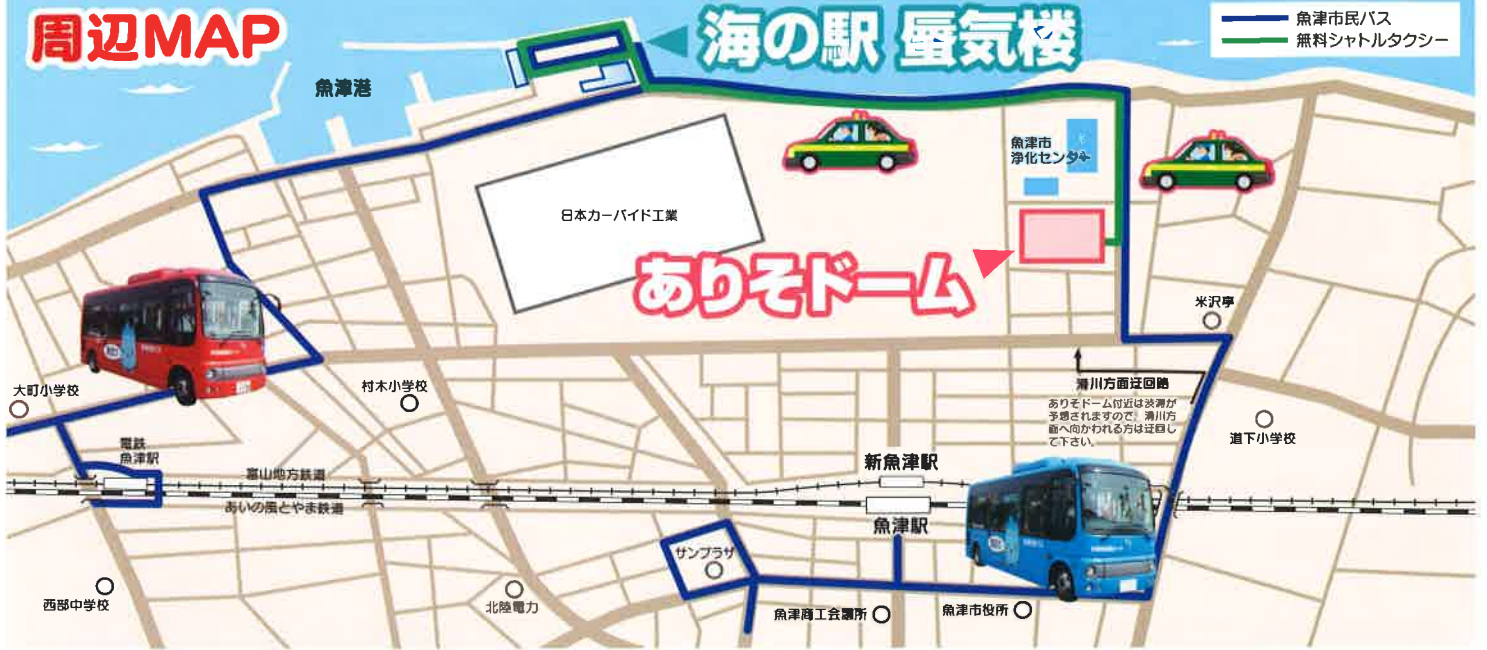 周辺MAP
海の駅 蜃気楼
魚津市民バス
無料シャトルタクシー
魚津港
魚津市
浄化センター
日本カーバイド工業
ありそドーム
米沢亭
滑川方面迂回路
ありそドーム付近は渋滞が
予想されますので、滑川方
面へ向かわれる方は迂回し
て下さい。
大町小学校
村木小学校
道下小学校
電鉄
魚津駅
富山地方鉄道
あいの風とやま鉄道
新魚津駅
魚津駅
サンプラザ
西部中学校
北陸電力
魚津商工会議所
魚津市役所